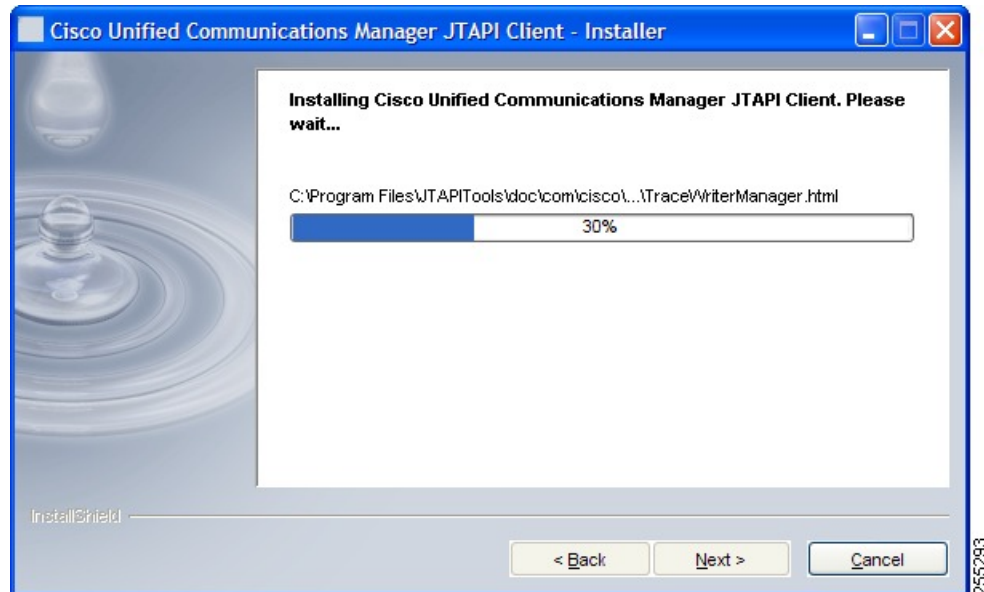 Cisco Unified Communications Manager JTAPI Client - Installer
Installing Cisco Unified Communications Manager JTAPI Client. Please
wait...
C:\Program Files\JTAPITools\doc\com\cisco\...\TraceWriterManager.html
30%
InstallShield
< Back
Next >
Cancel
255293